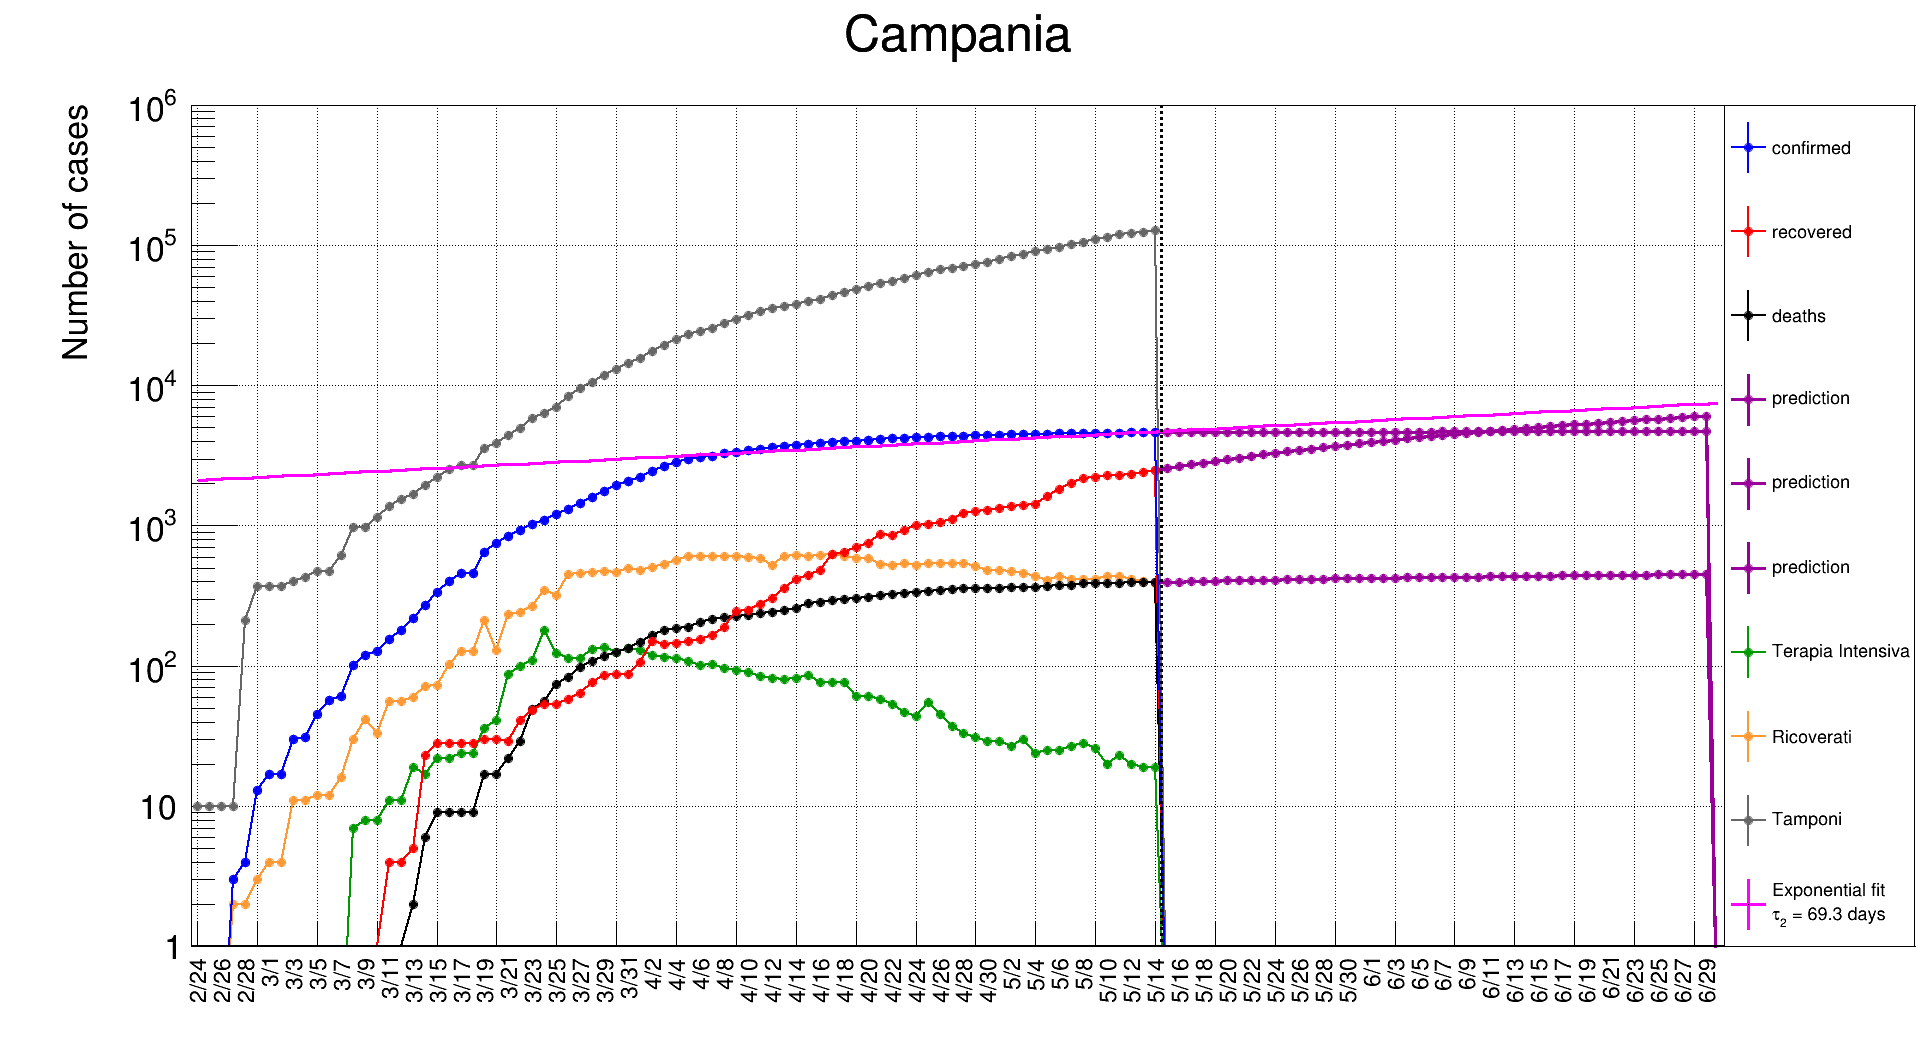 Campania
Number of cases
10^6
10^5
10^4
10^3
10^2
10
1
2/24 2/26 2/28 3/1 3/3 3/5 3/7 3/9 3/11 3/13 3/15 3/17 3/19 3/21 3/23 3/25 3/27 3/29 3/31 4/2 4/4 4/6 4/8 4/10 4/12 4/14 4/16 4/18 4/20 4/22 4/24 4/26 4/28 4/30 5/2 5/4 5/6 5/8 5/10 5/12 5/14 5/16 5/18 5/20 5/22 5/24 5/26 5/28 5/30 6/1 6/3 6/5 6/7 6/9 6/11 6/13 6/15 6/17 6/19 6/21 6/23 6/25 6/27 6/29
confirmed
recovered
deaths
prediction
prediction
prediction
Terapia Intensiva
Ricoverati
Tamponi
Exponential fit
τ₂ = 69.3 days